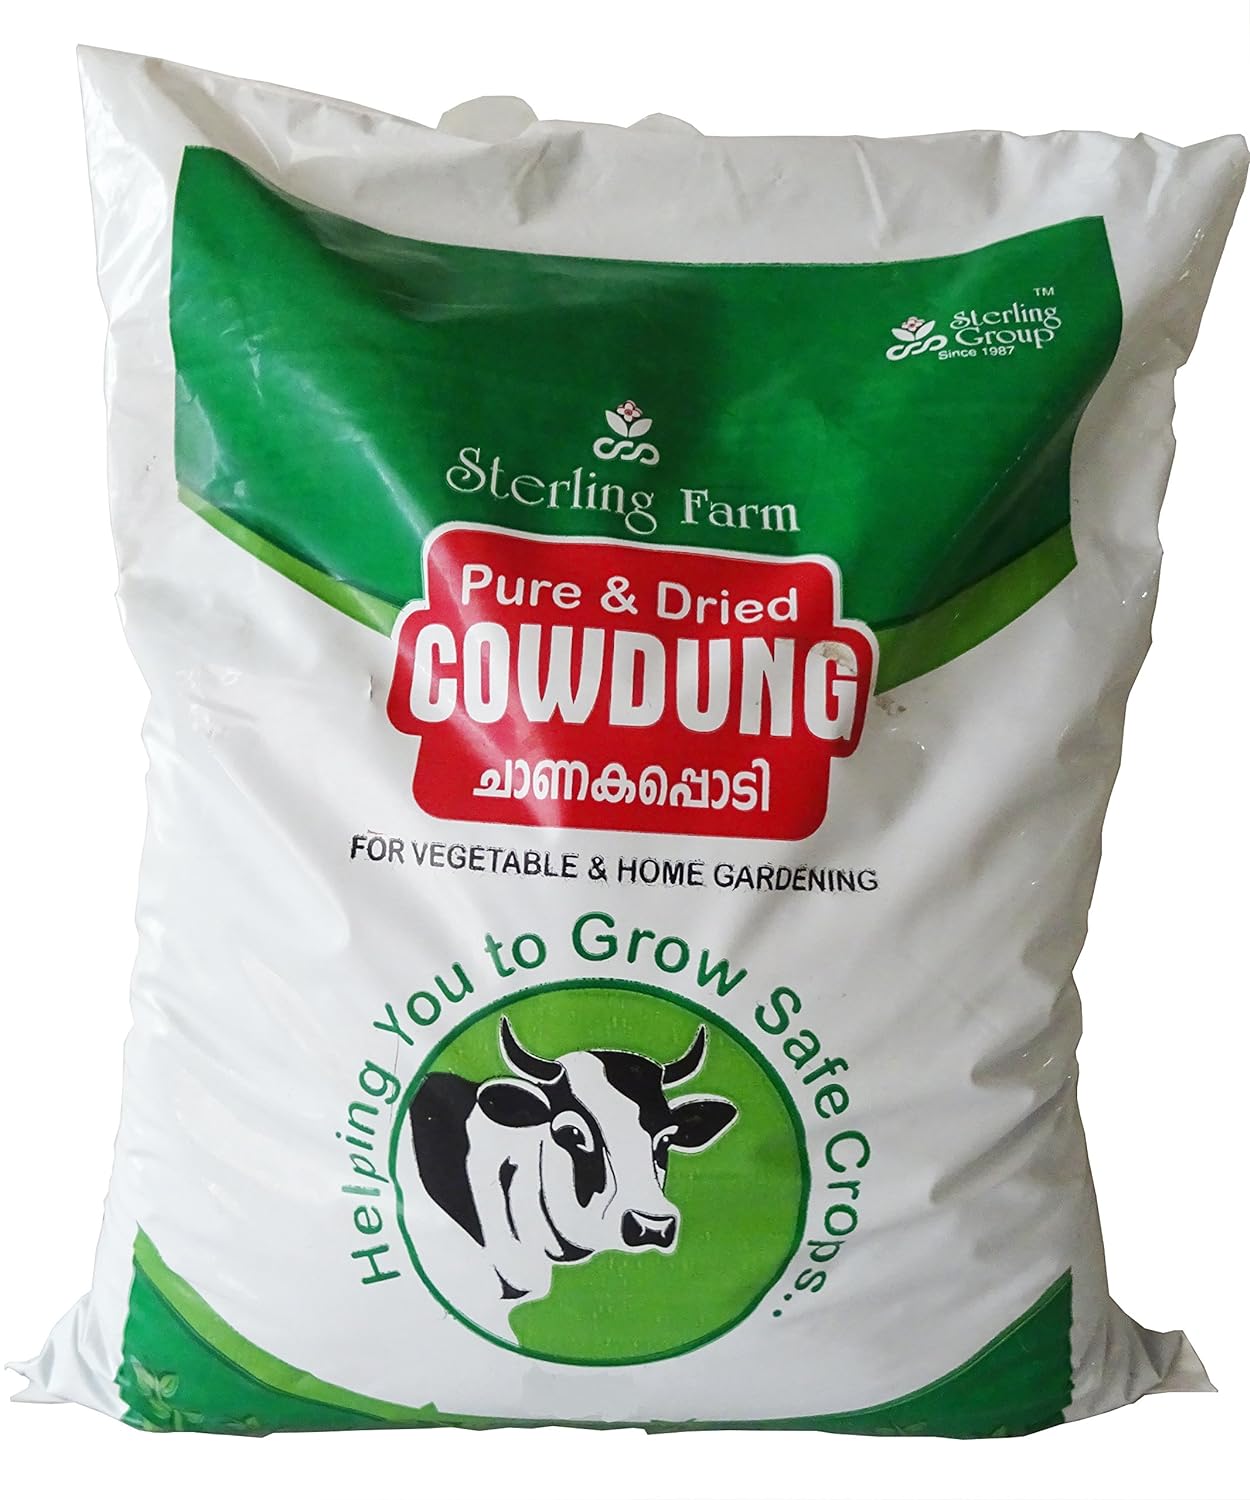 TM
Sterling
Group
Since 1987
Sterling Farm
Pure & Dried
COWDUNG
ചാണകപ്പൊടി
FOR VEGETABLE & HOME GARDENING
Helping You to Grow Safe Crops..